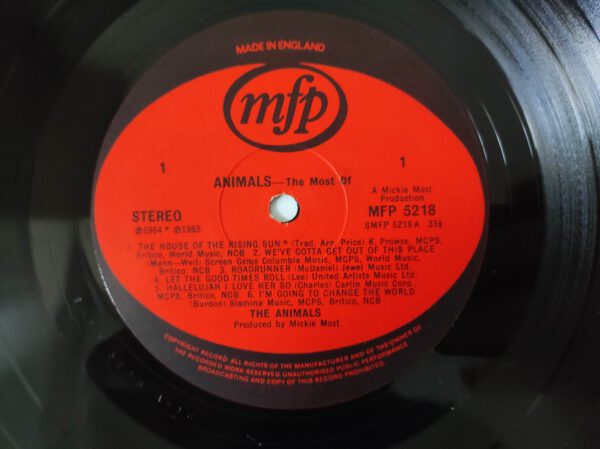 MADE IN ENGLAND
mfp
1
1
ANIMALS—The Most Of
A Mickie Most
Production
STEREO
MFP 5218
℗1964 * ℗1965
SMFP 5218 A 33⅓
1. THE HOUSE OF THE RISING SUN * (Trad. Arr. Price) K. Prowse, MCPS,
Britico, World Music, NCB 2. WE'VE GOTTA GET OUT OF THIS PLACE
(Mann—Weil) Screen Gems Columbia Music, MCPS, World Music,
Britico, NCB 3. ROADRUNNER (McDaniel) Jewel Music Ltd.
4. LET THE GOOD TIMES ROLL (Lee) United Artists Music Ltd.
5. HALLELUJAH I LOVE HER SO (Charles) Carlin Music Corp.,
MCPS, Britico, NCB 6. I'M GOING TO CHANGE THE WORLD
(Burdon) Slamina Music, MCPS, Britico, NCB
THE ANIMALS
Produced by Mickie Most
COPYRIGHT RECORD ALL RIGHTS OF THE MANUFACTURER AND OF THE OWNER OF
THE RECORDED WORK RESERVED. UNAUTHORISED PUBLIC PERFORMANCE,
BROADCASTING AND COPY OF THIS RECORD PROHIBITED.